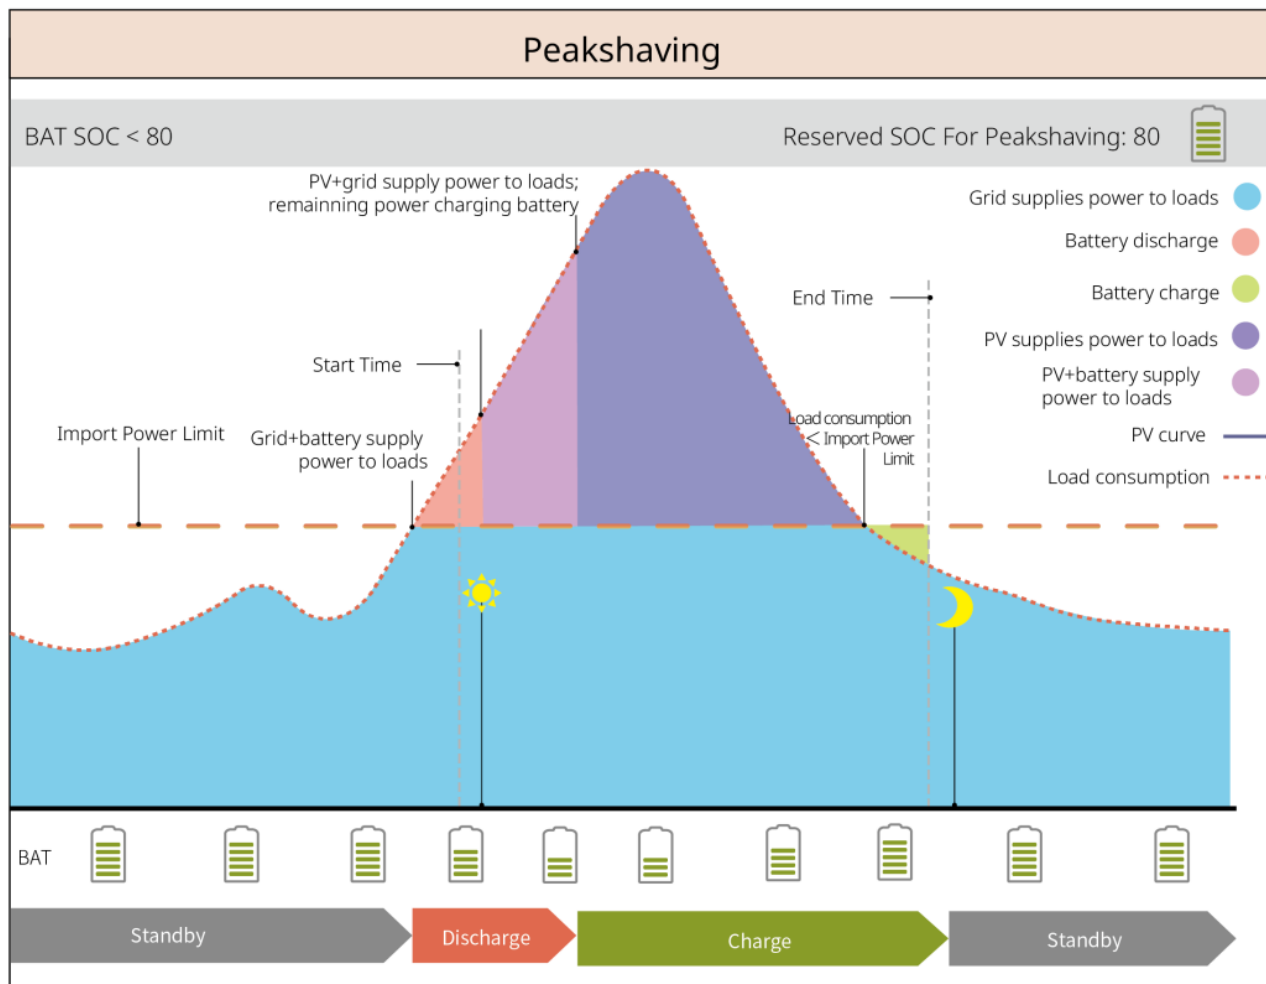 Peakshaving
BAT SOC < 80
Reserved SOC For Peakshaving: 80
PV+grid supply power to loads;
remainning power charging battery
Grid supplies power to loads
Battery discharge
Battery charge
End Time
PV supplies power to loads
Start Time
PV+battery supply
power to loads
Import Power Limit
Grid+battery supply
power to loads
Load consumption
< Import Power
Limit
PV curve
Load consumption
BAT
Standby
Discharge
Charge
Standby